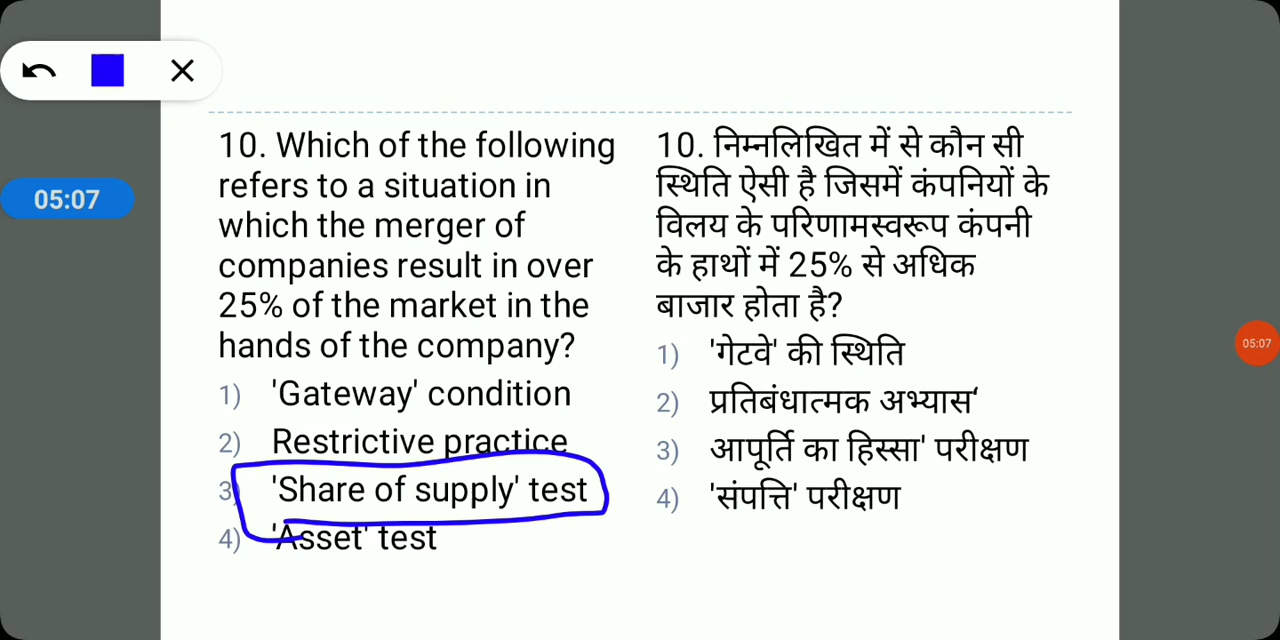 05:07
10. Which of the following
refers to a situation in
which the merger of
companies result in over
25% of the market in the
hands of the company?
1) 'Gateway' condition
2) Restrictive practice
3) 'Share of supply' test
4) 'Asset' test
10. निम्नलिखित में से कौन सी
स्थिति ऐसी है जिसमें कंपनियों के
विलय के परिणामस्वरूप कंपनी
के हाथों में 25% से अधिक
बाजार होता है?
1) 'गेटवे' की स्थिति
2) प्रतिबंधात्मक अभ्यास‘
3) आपूर्ति का हिस्सा' परीक्षण
4) 'संपत्ति' परीक्षण
05:07